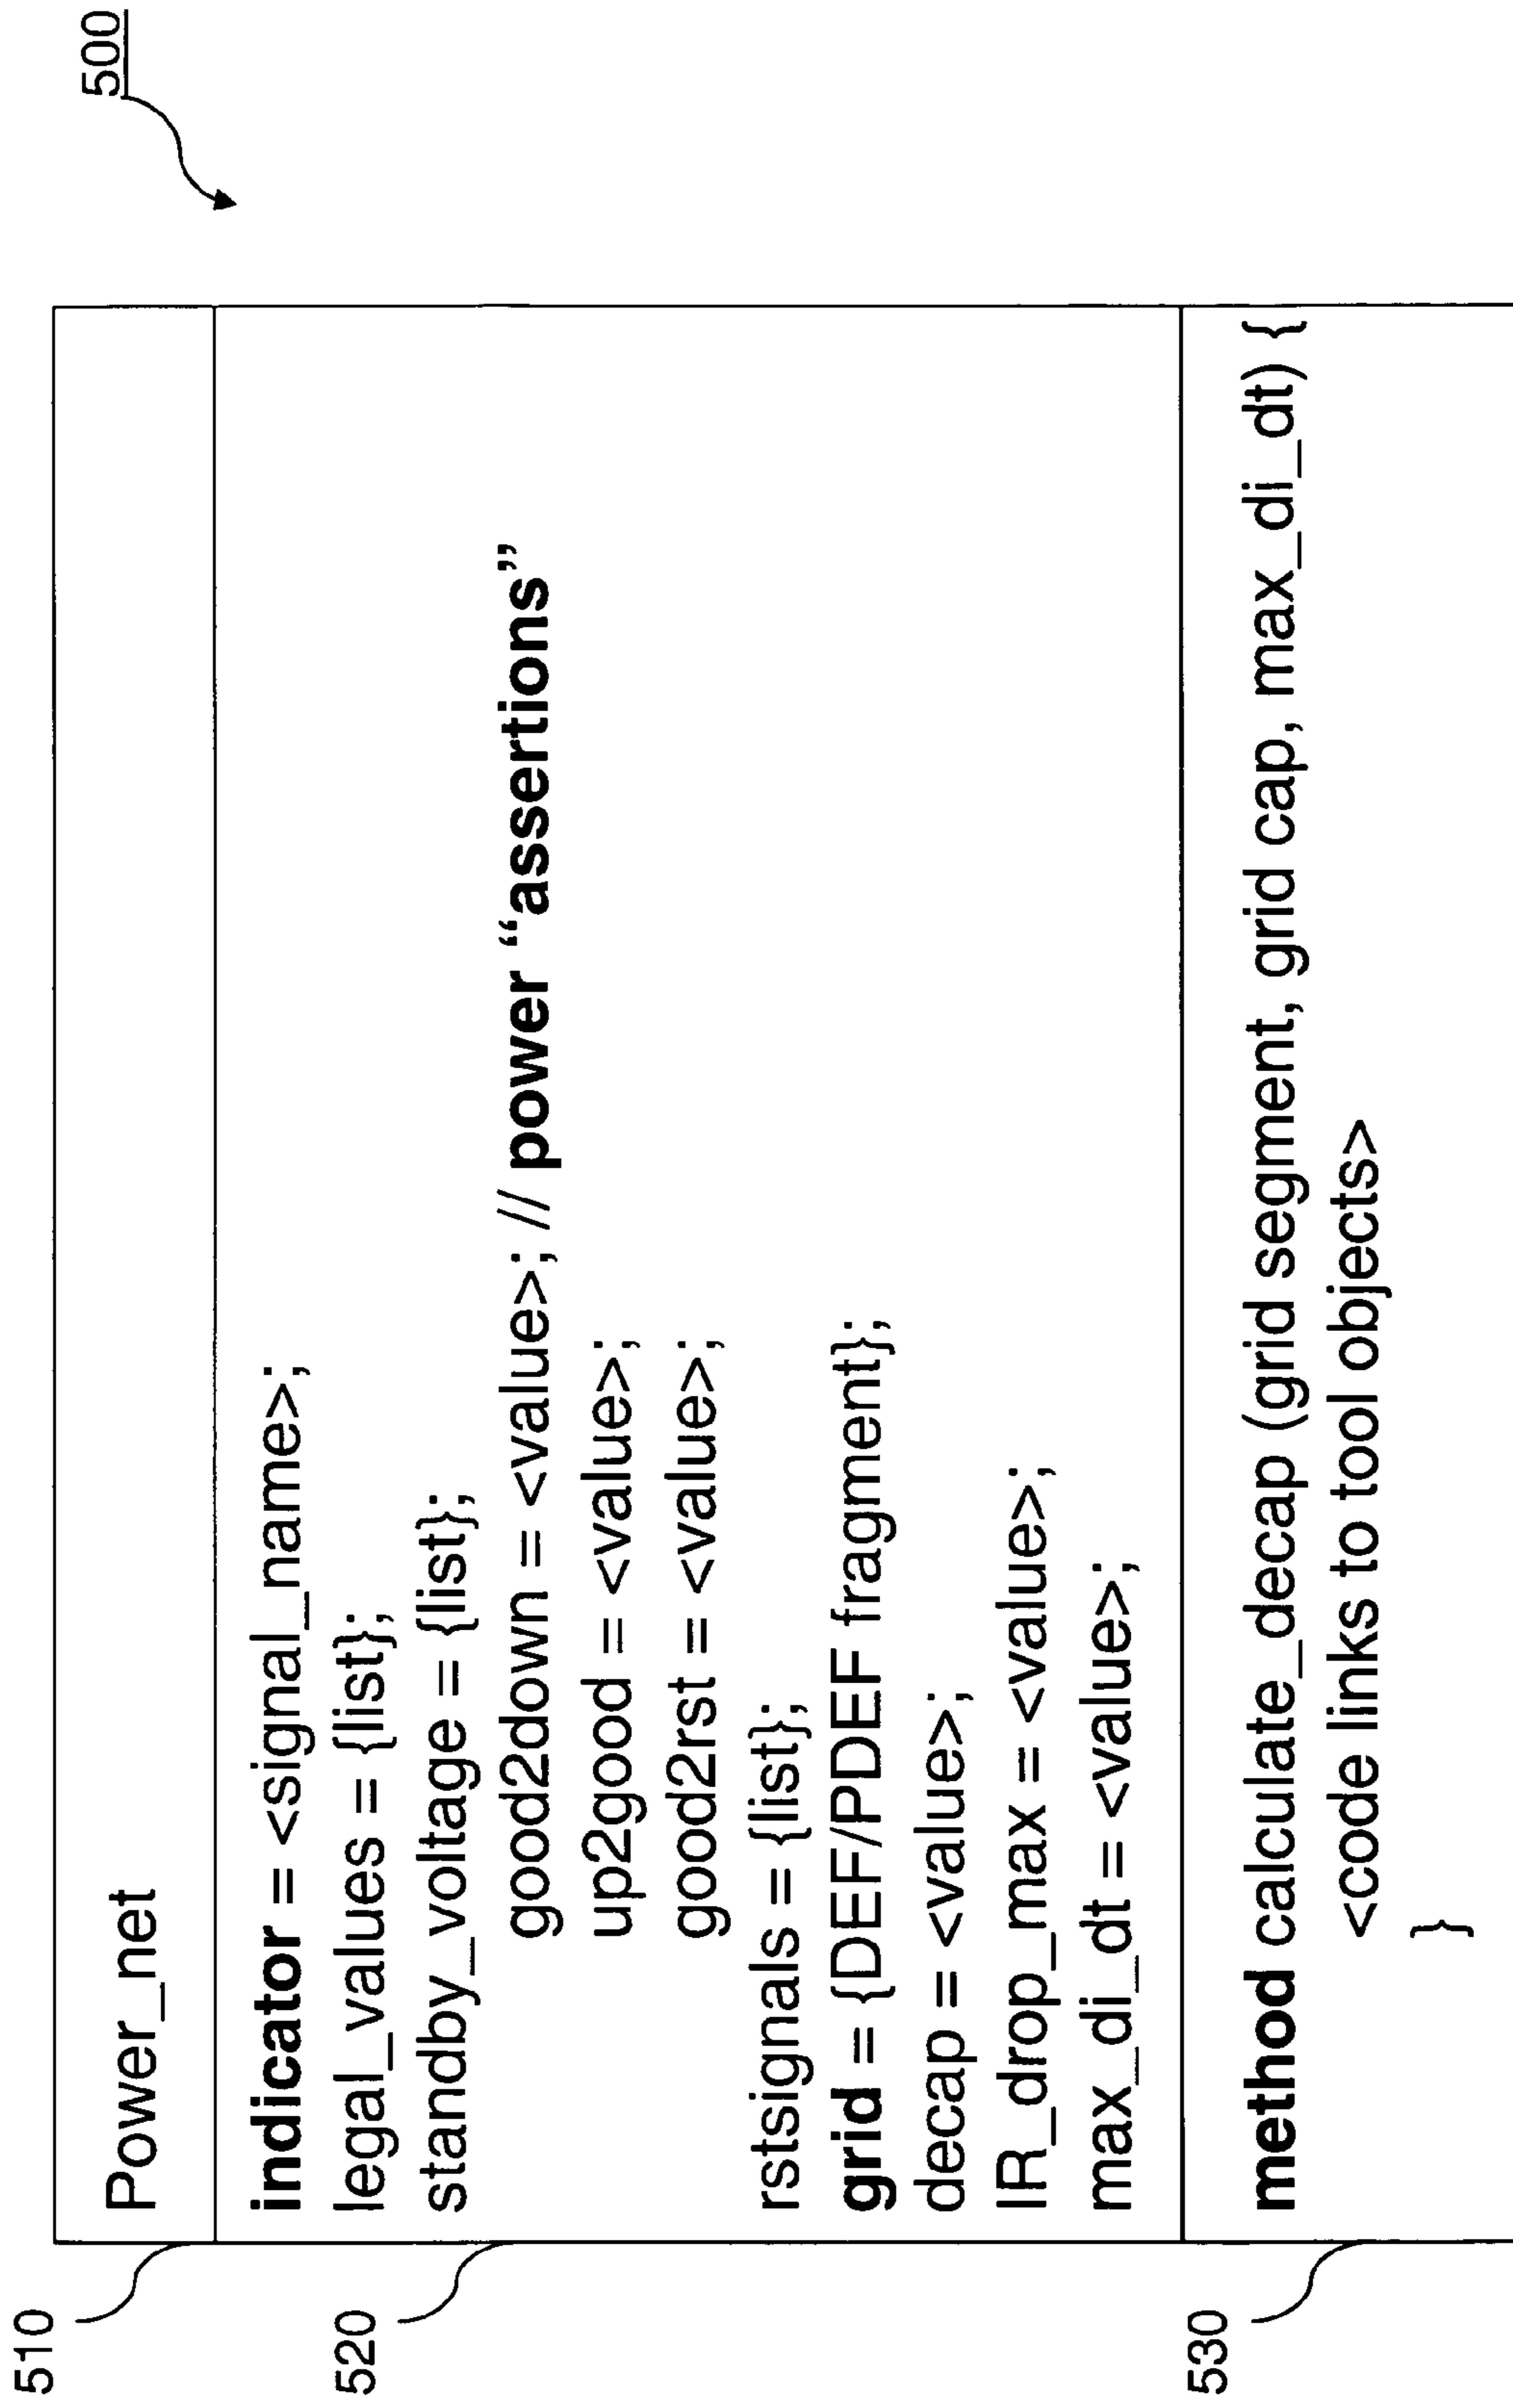 500
510
Power_net
520
indicator = <signal_name>;
legal_values = {list};
standby_voltage = {list};
good2down = <value>; // power “assertions”
up2good = <value>;
good2rst = <value>;
rstsignals = {list};
grid = {DEF/PDEF fragment};
decap = <value>;
IR_drop_max = <value>;
max_di_dt = <value>;
530
method calculate_decap (grid segment, grid cap, max_di_dt) {
<code links to tool objects>
}